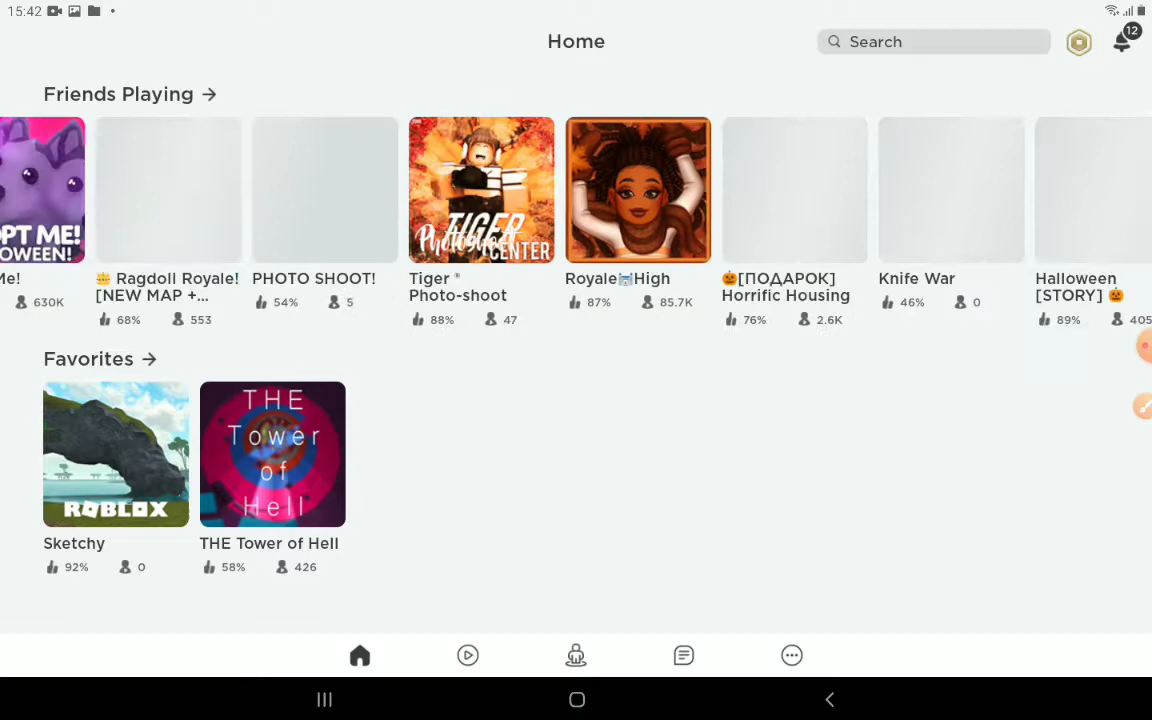 15:42
12
Home
Search
Friends Playing
OPT ME!
LOWEEN!
TIGER
Photoshoot
CENTER
Me!
630K
Ragdoll Royale!
[NEW MAP +...
68%
553
PHOTO SHOOT!
54%
5
Tiger
Photo-shoot
88%
47
Royale High
87%
85.7K
[ПОДАРОК]
Horrific Housing
76%
2.6K
Knife War
46%
0
Halloween
[STORY]
89%
405
Favorites
ROBLOX
THE
Tower
of
Hell
Sketchy
92%
0
THE Tower of Hell
58%
426